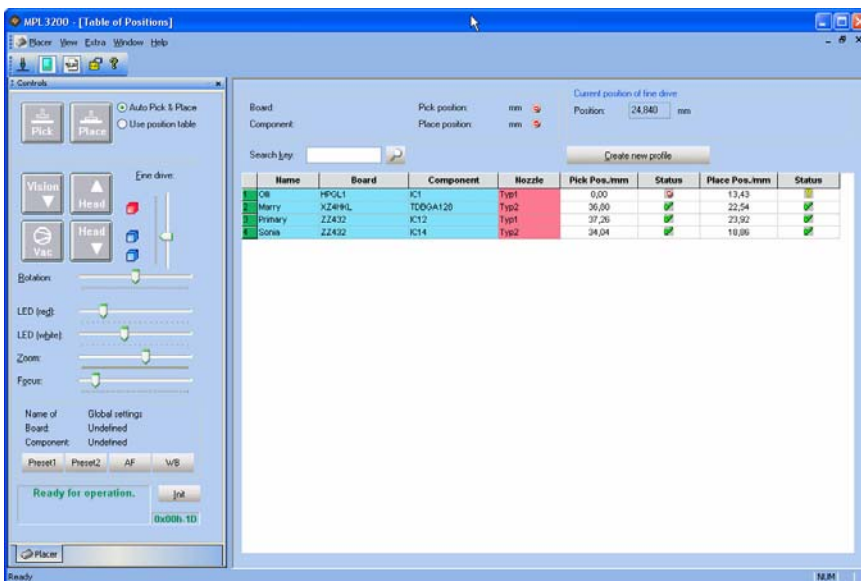 MPL3200 - [Table of Positions]
Placer View Extra Window Help
Controls
Pick Place
Auto Pick & Place
Use position table
Vision Head
Fine drive:
Vac Head
Rotation:
LED (red):
LED (white):
Zoom:
Focus:
Name of Global settings
Board: Undefined
Component: Undefined
Preset1 Preset2 AF WB
Ready for operation. Init
0x00h-1D
Placer
Board: Pick position: mm
Component: Place position: mm
Current position of fine drive
Position: 24,840 mm
Search key: Create new profile
Name Board Component Nozzle Pick Pos./mm Status Place Pos./mm Status
1 Olli HPGL1 IC1 Typ1 0,00 13,43
2 Marry XZ4HKL TDBGA128 Typ2 36,80 22,54
3 Primary ZZ432 IC12 Typ1 37,26 23,92
4 Sonia ZZ432 IC14 Typ2 34,04 18,86
Ready NUM